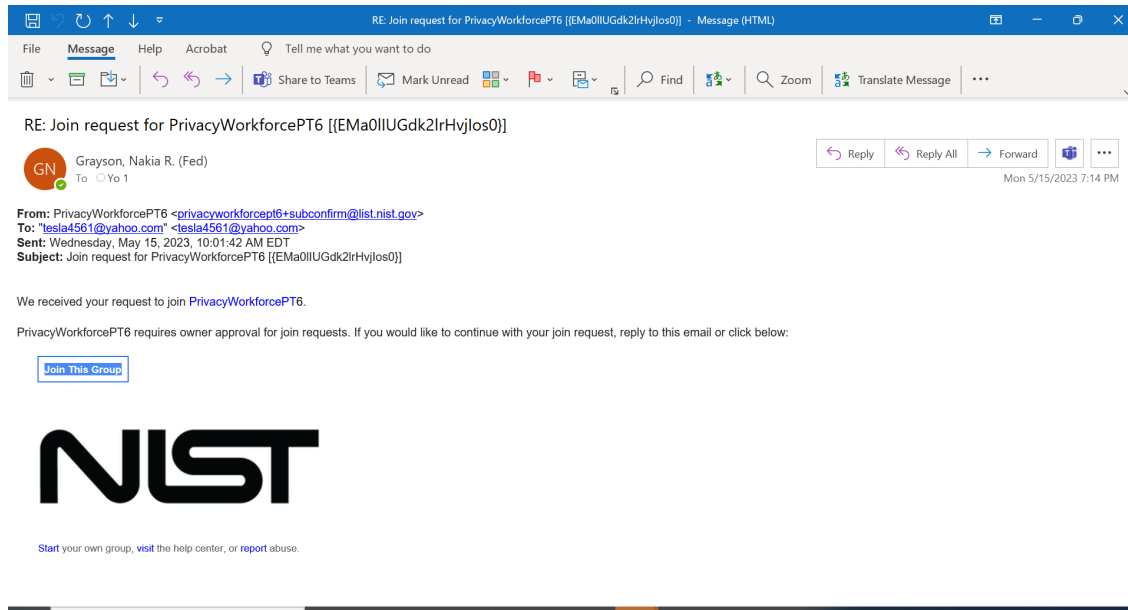 RE: Join request for PrivacyWorkforcePT6 [{EMa0lIUGdk2lrHvjIos0}] - Message (HTML)
File Message Help Acrobat Tell me what you want to do
Share to Teams Mark Unread Find Zoom Translate Message
RE: Join request for PrivacyWorkforcePT6 [{EMa0lIUGdk2lrHvjIos0}]
GN
Grayson, Nakia R. (Fed)
To Yo 1
Reply Reply All Forward
Mon 5/15/2023 7:14 PM
From: PrivacyWorkforcePT6 <privacyworkforcept6+subconfirm@list.nist.gov>
To: "tesla4561@yahoo.com" <tesla4561@yahoo.com>
Sent: Wednesday, May 15, 2023, 10:01:42 AM EDT
Subject: Join request for PrivacyWorkforcePT6 [{EMa0lIUGdk2lrHvjIos0}]
We received your request to join PrivacyWorkforcePT6.
PrivacyWorkforcePT6 requires owner approval for join requests. If you would like to continue with your join request, reply to this email or click below:
Join This Group
NIST
Start your own group, visit the help center, or report abuse.